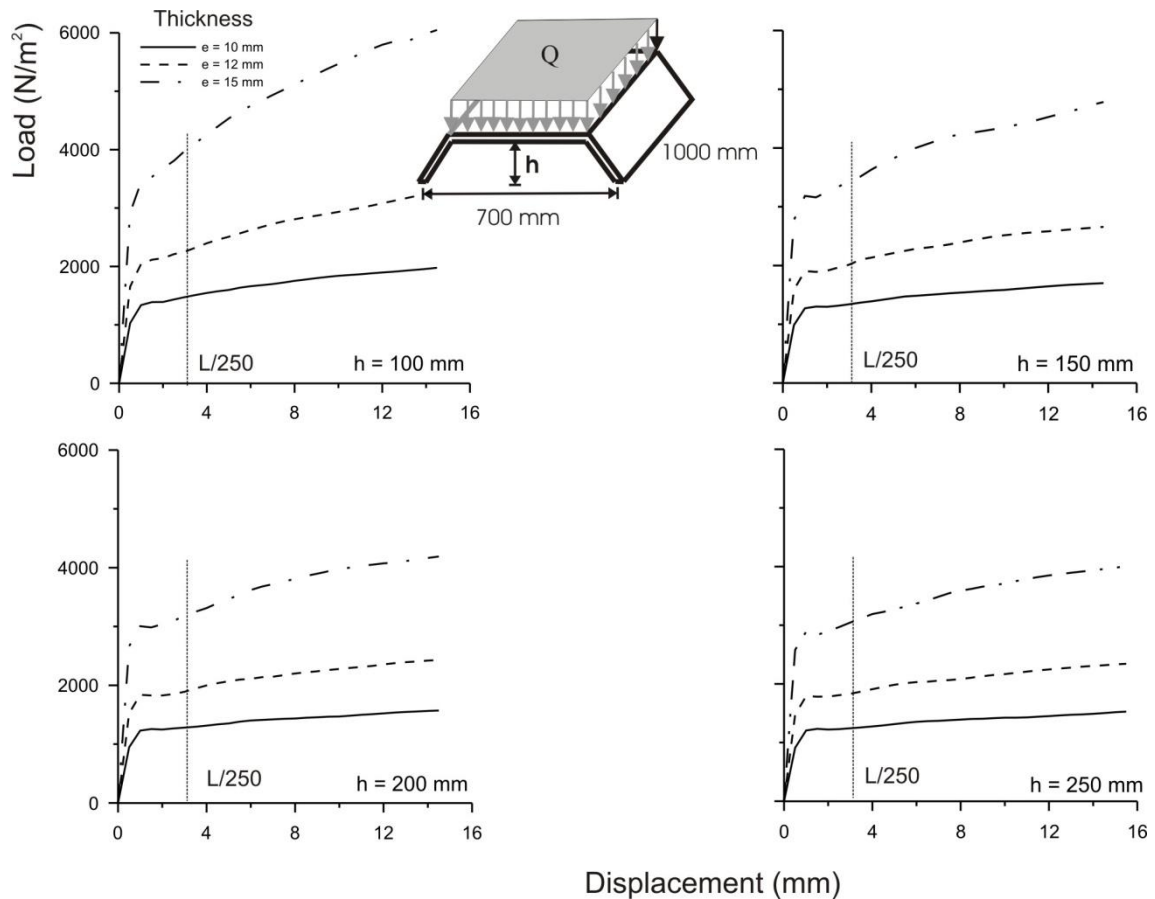 Thickness
e = 10 mm
e = 12 mm
e = 15 mm
Load (N/m²)
6000
4000
2000
0
Q
h
700 mm
1000 mm
L/250
h = 100 mm
0 4 8 12 16
L/250
h = 150 mm
0 4 8 12 16
6000
4000
2000
0
L/250
h = 200 mm
0 4 8 12 16
L/250
h = 250 mm
0 4 8 12 16
Displacement (mm)